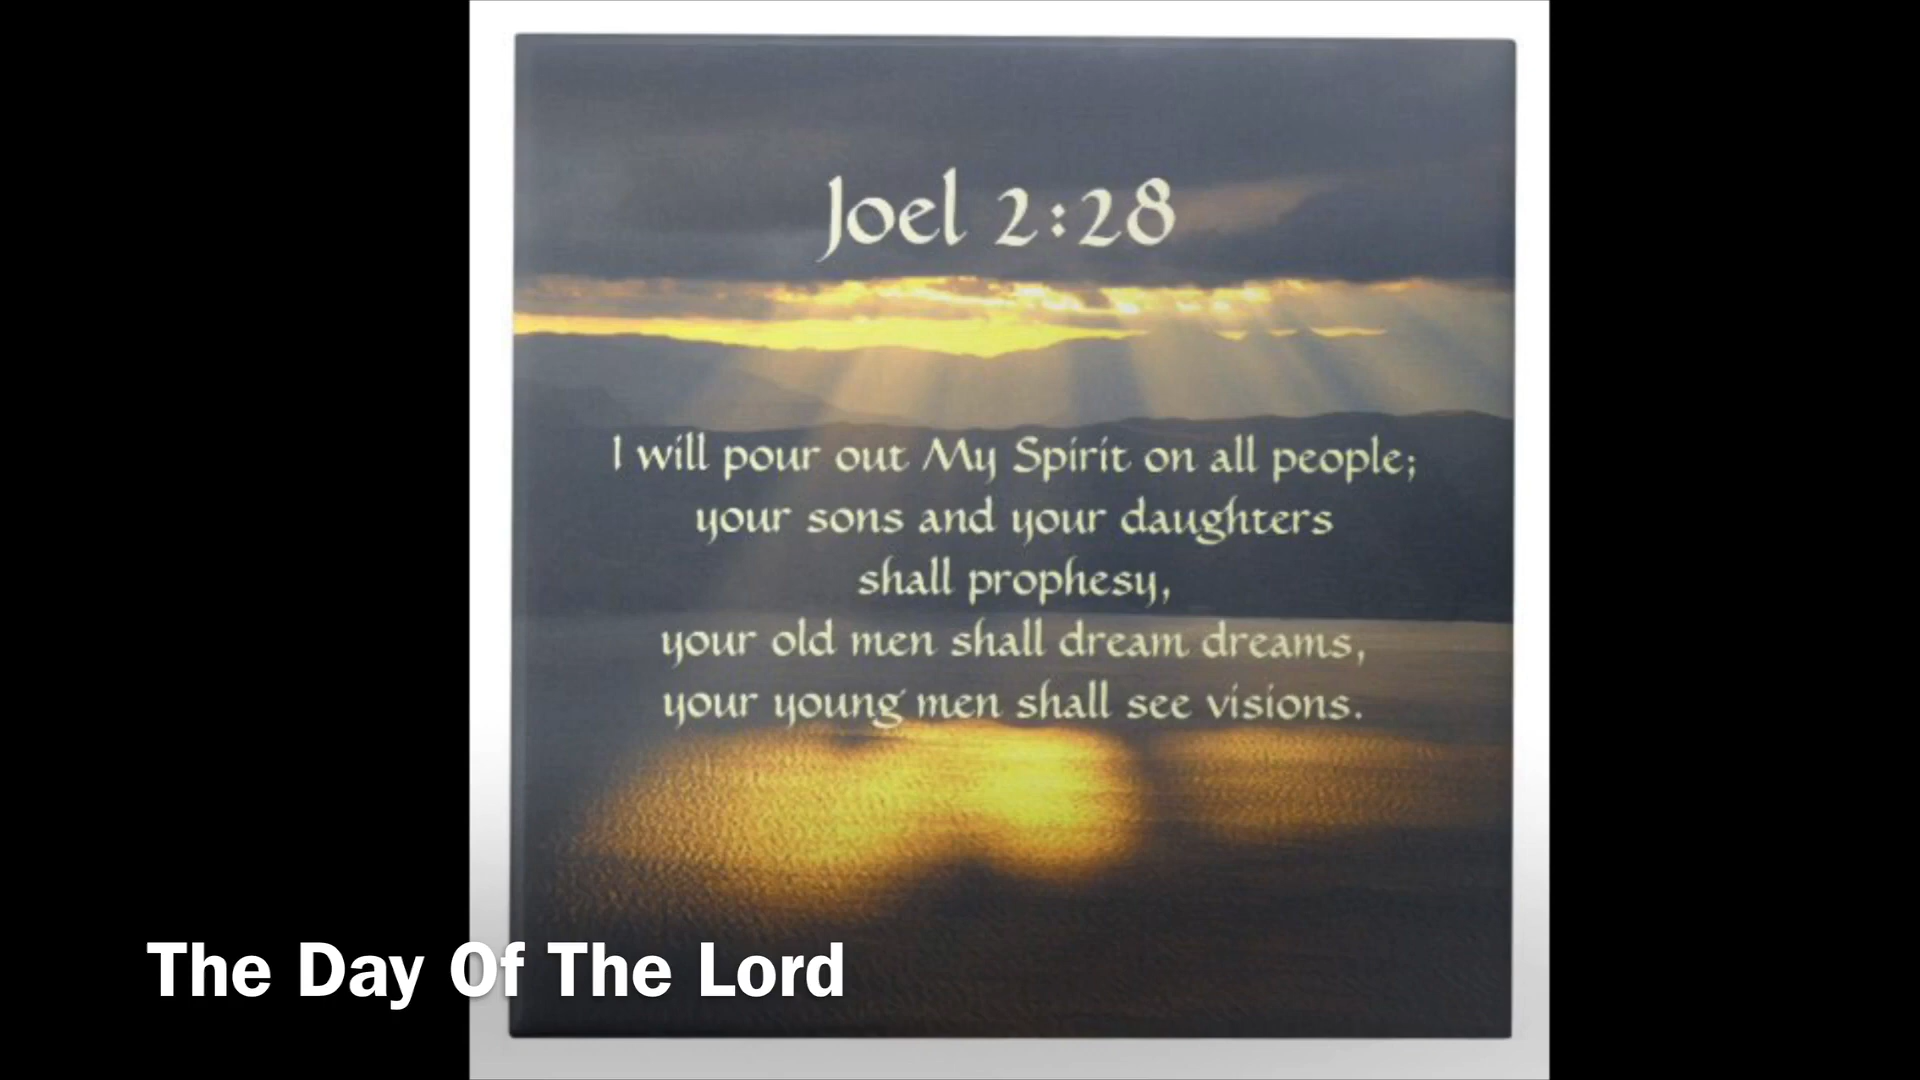 Joel 2:28
I will pour out My Spirit on all people;
your sons and your daughters
shall prophesy,
your old men shall dream dreams,
your young men shall see visions.
The Day Of The Lord